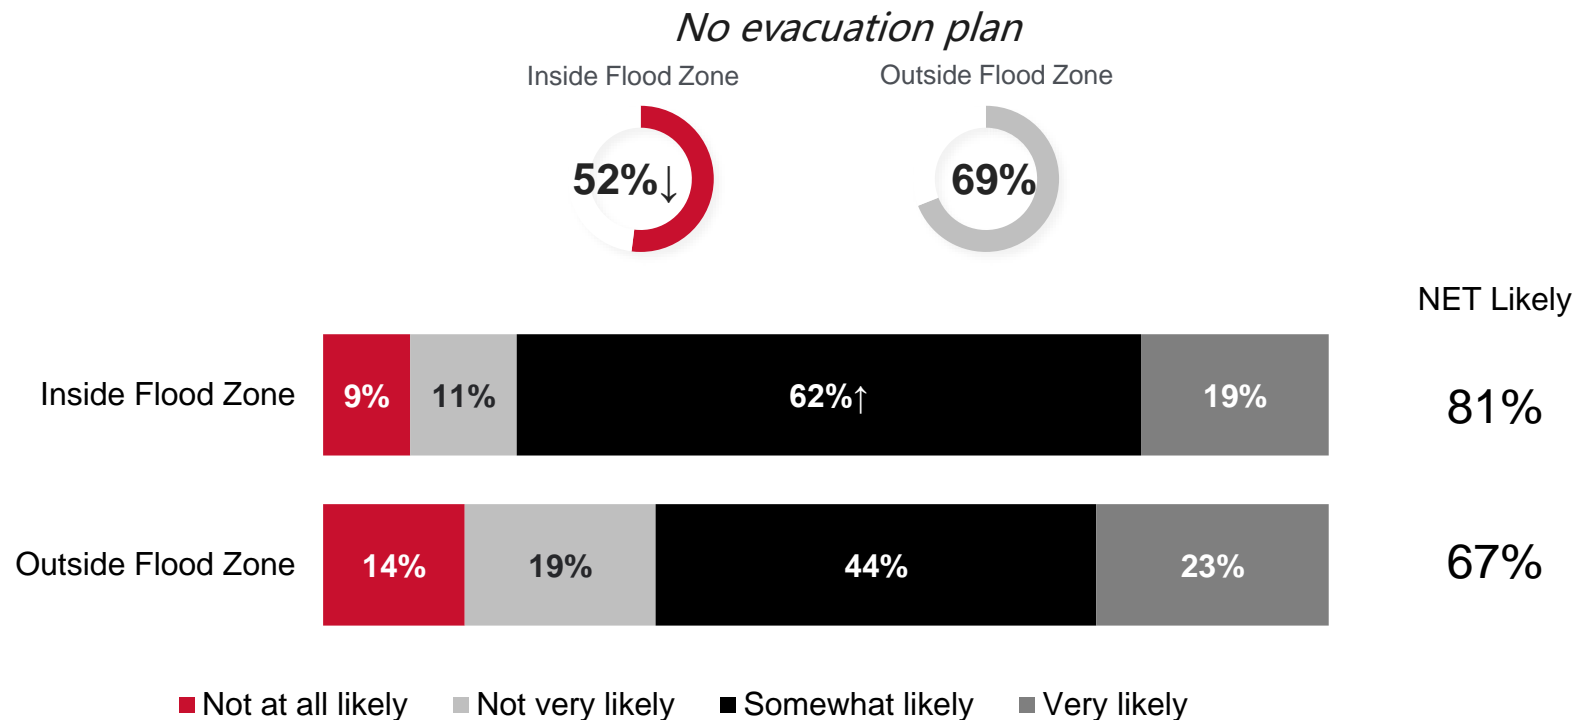 No evacuation plan
Inside Flood Zone
Outside Flood Zone
52%↓
69%
NET Likely
Inside Flood Zone
9%
11%
62%↑
19%
81%
Outside Flood Zone
14%
19%
44%
23%
67%
Not at all likely
Not very likely
Somewhat likely
Very likely